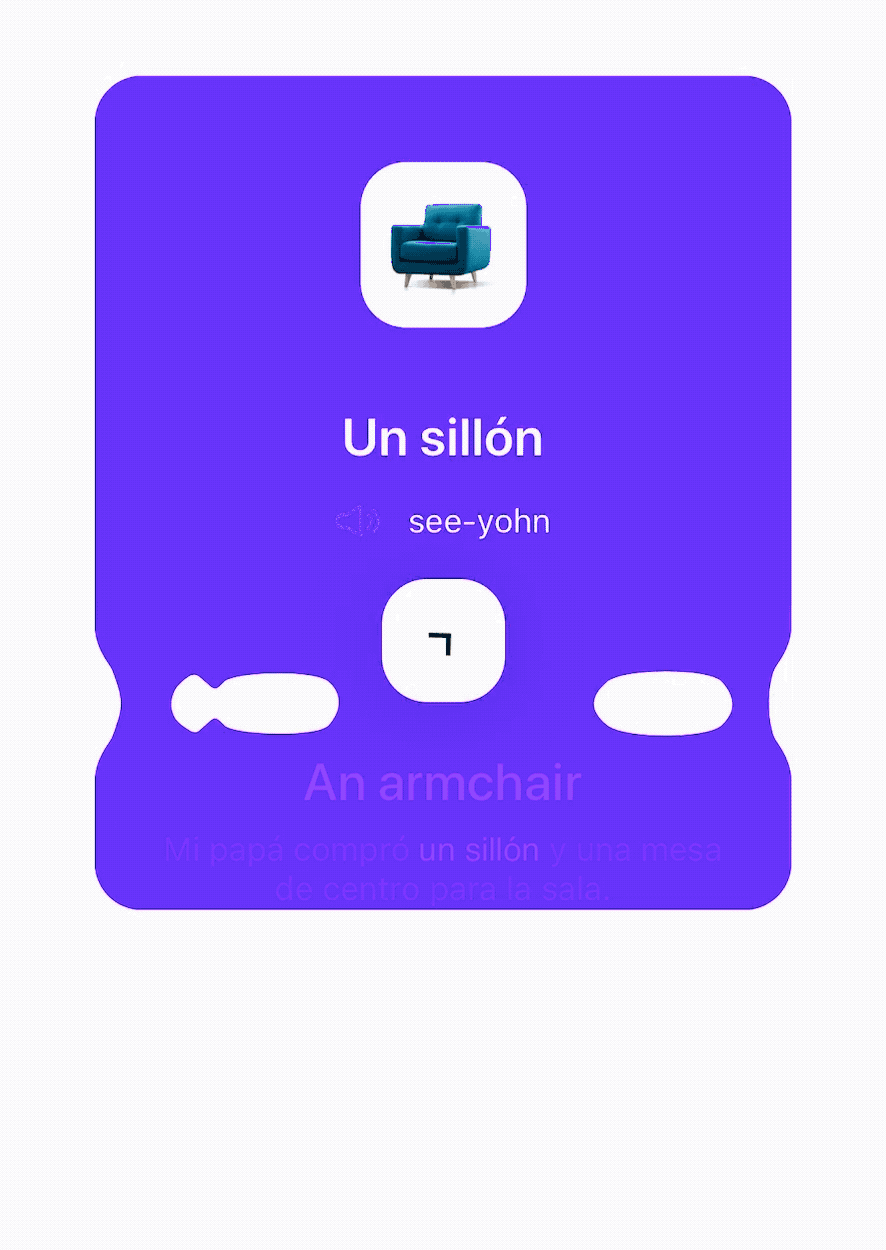 Un sillón
see-yohn
An armchair
Mi papá compró un sillón y una mesa
de centro para la sala.